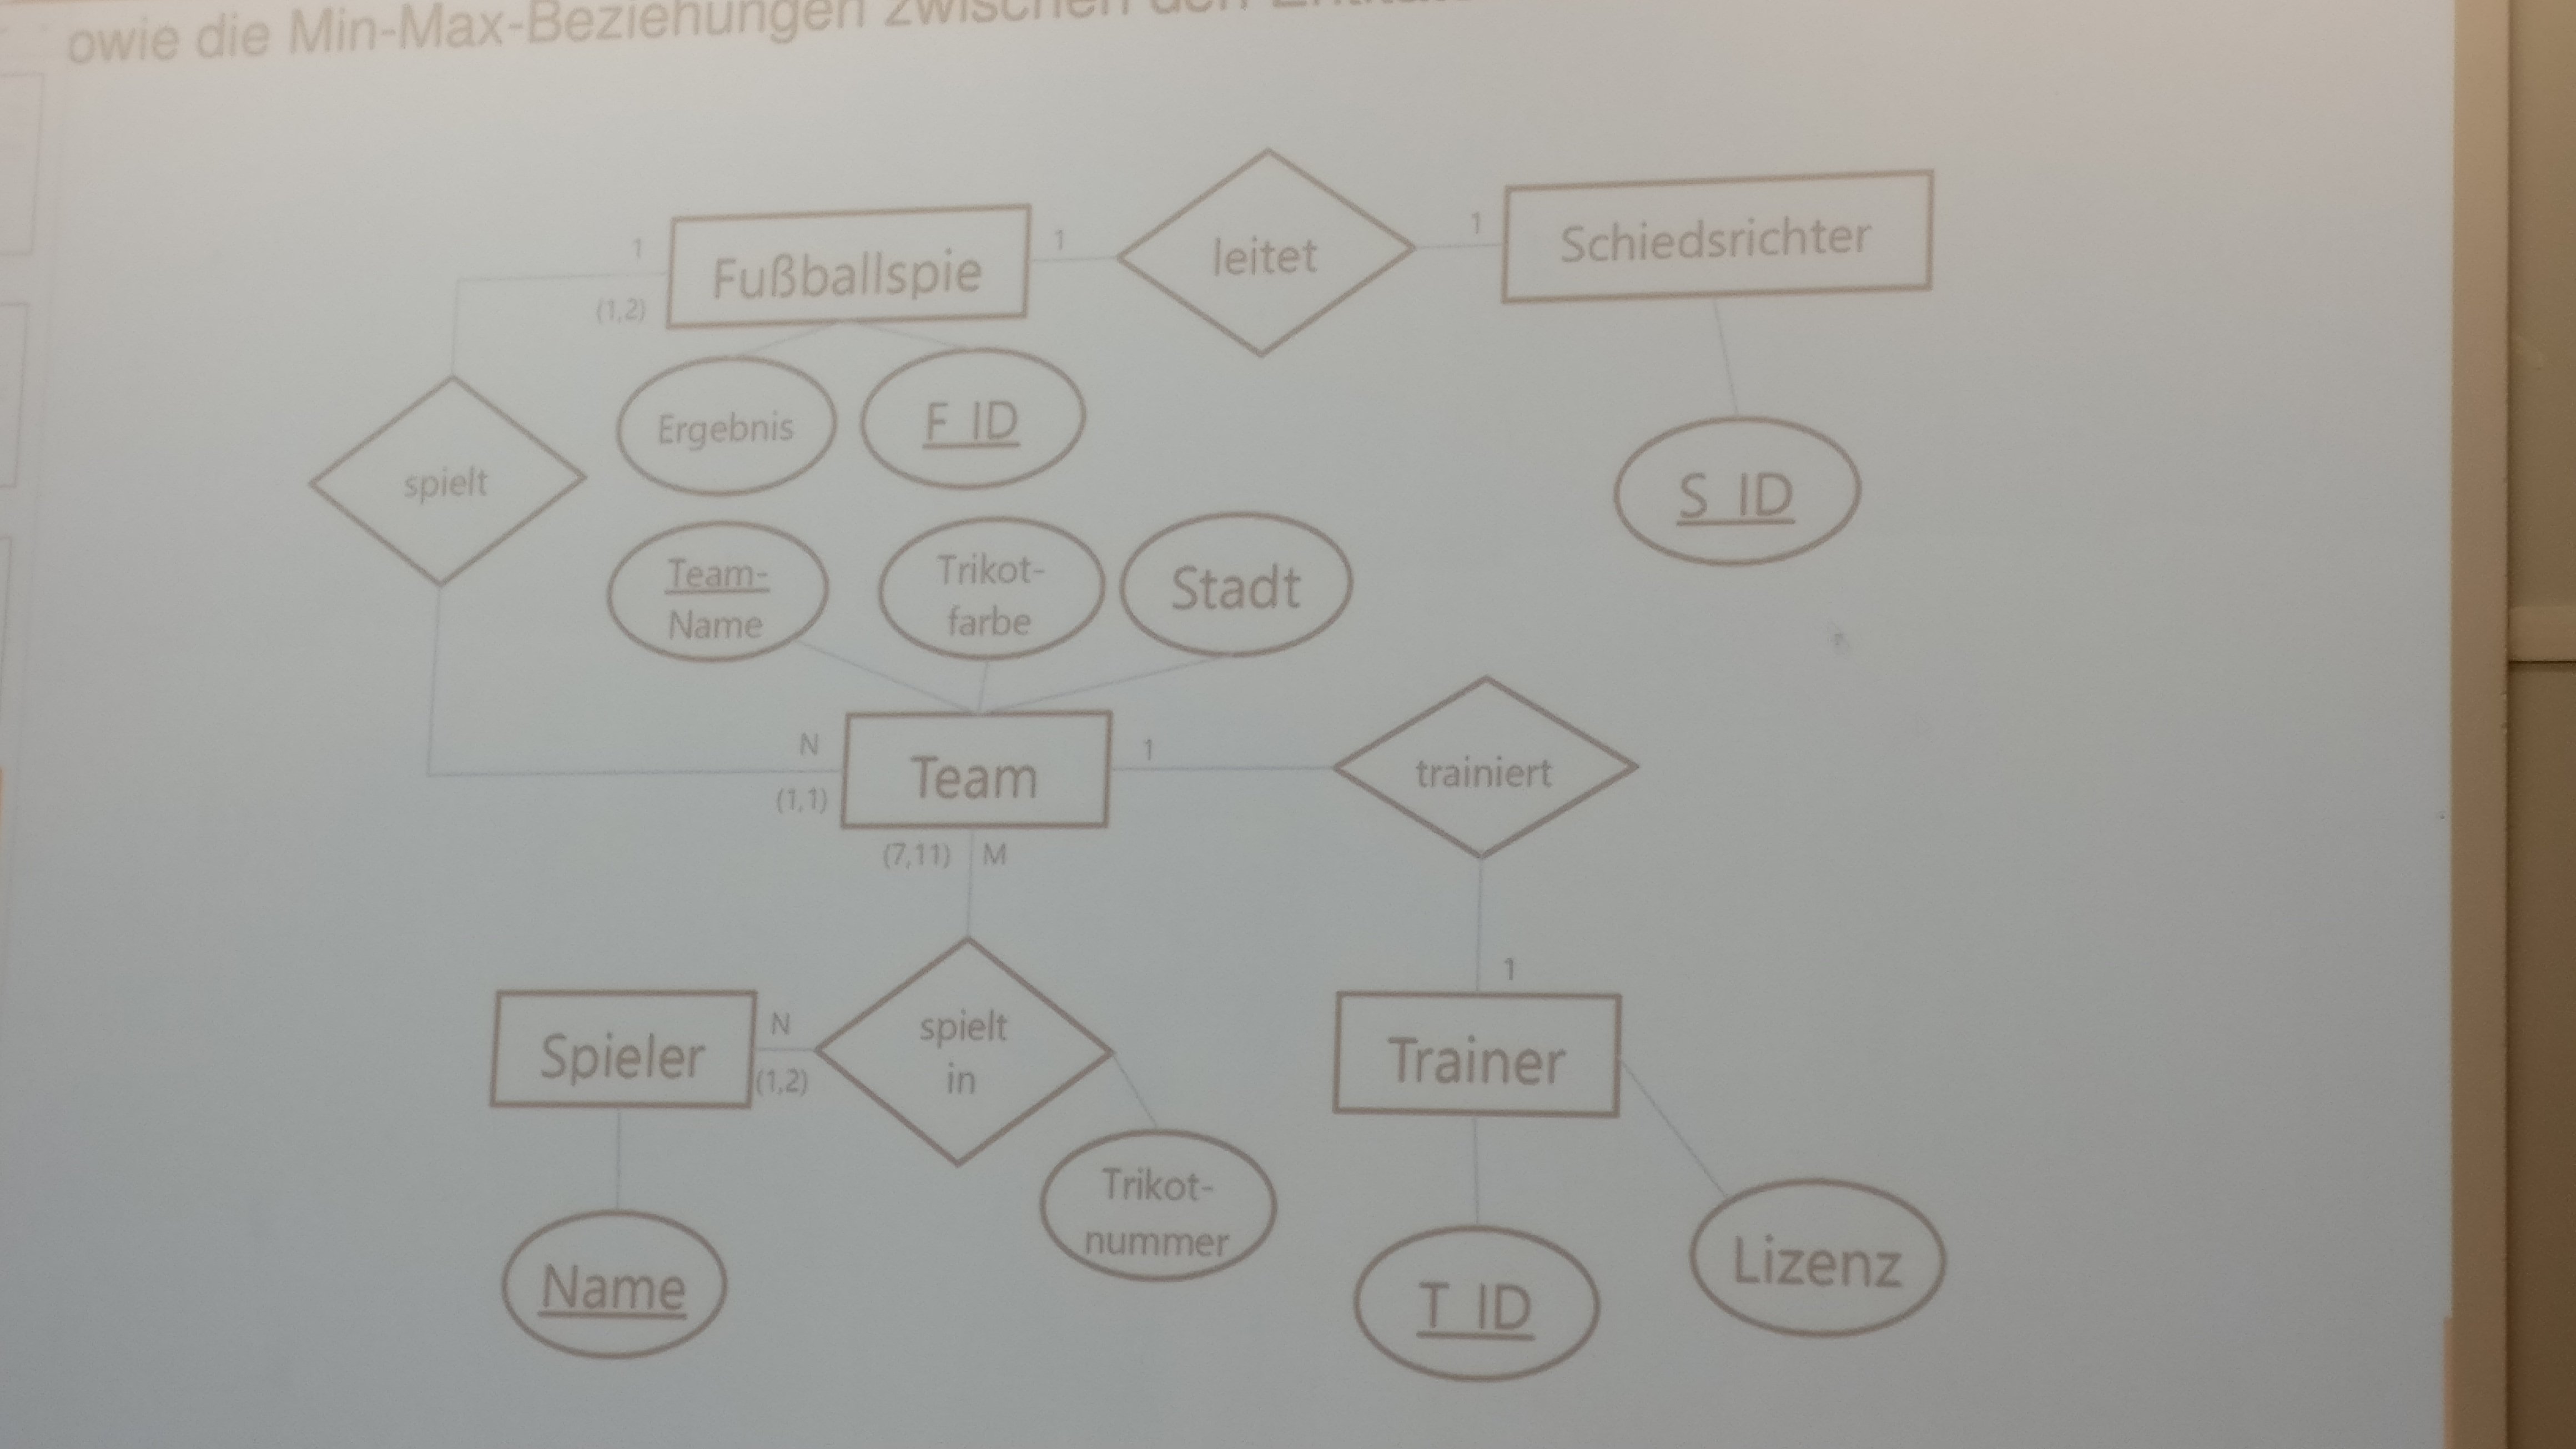 owie die Min-Max-Beziehungen zwischen den
1
Fußballspie
1
leitet
1
Schiedsrichter
(1,2)
Ergebnis
F ID
spielt
S ID
Team-
Name
Trikot-
farbe
Stadt
N
Team
1
trainiert
(1,1)
(7,11)
M
1
Spieler
N
(1,2)
spielt
in
Trainer
Trikot-
nummer
Name
T ID
Lizenz